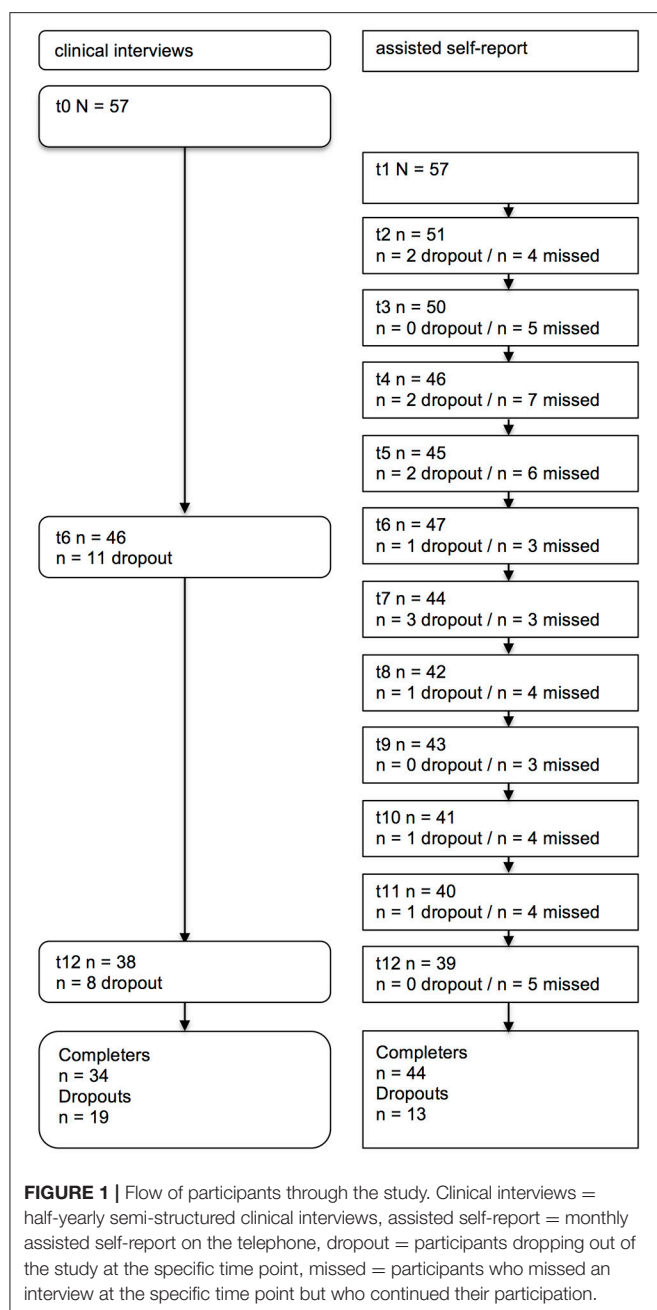 clinical interviews
t0 N = 57
t6 n = 46
n = 11 dropout
t12 n = 38
n = 8 dropout
Completers
n = 34
Dropouts
n = 19
assisted self-report
t1 N = 57
t2 n = 51
n = 2 dropout / n = 4 missed
t3 n = 50
n = 0 dropout / n = 5 missed
t4 n = 46
n = 2 dropout / n = 7 missed
t5 n = 45
n = 2 dropout / n = 6 missed
t6 n = 47
n = 1 dropout / n = 3 missed
t7 n = 44
n = 3 dropout / n = 3 missed
t8 n = 42
n = 1 dropout / n = 4 missed
t9 n = 43
n = 0 dropout / n = 3 missed
t10 n = 41
n = 1 dropout / n = 4 missed
t11 n = 40
n = 1 dropout / n = 4 missed
t12 n = 39
n = 0 dropout / n = 5 missed
Completers
n = 44
Dropouts
n = 13
FIGURE 1 | Flow of participants through the study. Clinical interviews =
half-yearly semi-structured clinical interviews, assisted self-report = monthly
assisted self-report on the telephone, dropout = participants dropping out of
the study at the specific time point, missed = participants who missed an
interview at the specific time point but who continued their participation.